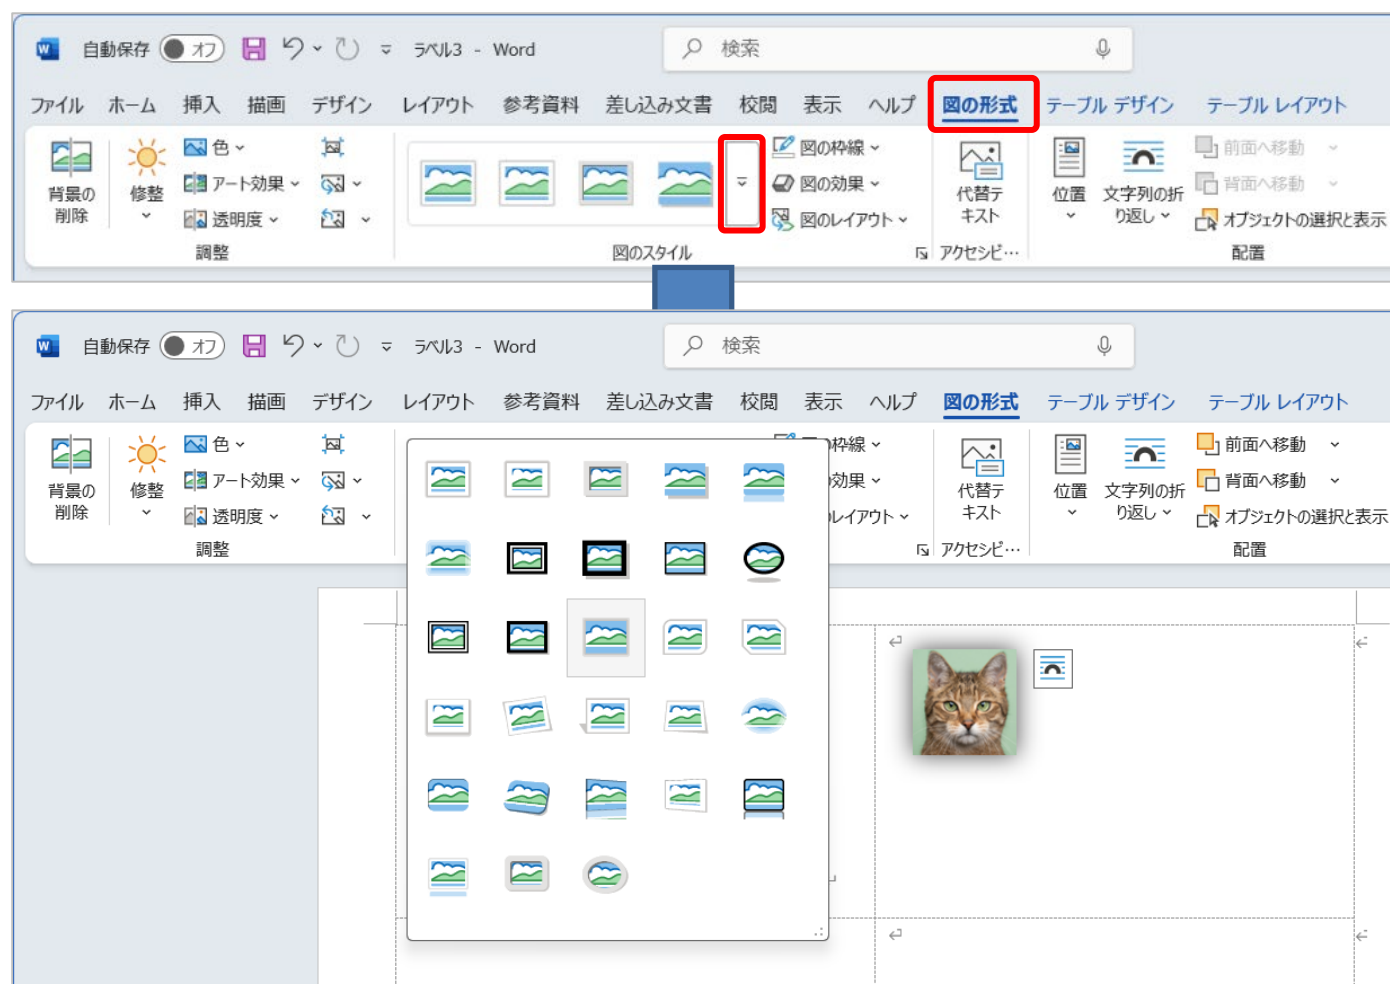 自動保存 オフ ラベル3 - Word 検索
ファイル ホーム 挿入 描画 デザイン レイアウト 参考資料 差し込み文書 校閲 表示 ヘルプ 図の形式 テーブル デザイン テーブル レイアウト
背景の
削除
修整
色
アート効果
透明度
調整
図のスタイル
図の枠線
図の効果
図のレイアウト
代替テ
キスト
アクセシビ…
位置
文字列の折
り返し
前面へ移動
背面へ移動
オブジェクトの選択と表示
配置
自動保存 オフ ラベル3 - Word 検索
ファイル ホーム 挿入 描画 デザイン レイアウト 参考資料 差し込み文書 校閲 表示 ヘルプ 図の形式 テーブル デザイン テーブル レイアウト
背景の
削除
修整
色
アート効果
透明度
調整
枠線
効果
レイアウト
代替テ
キスト
アクセシビ…
位置
文字列の折
り返し
前面へ移動
背面へ移動
オブジェクトの選択と表示
配置